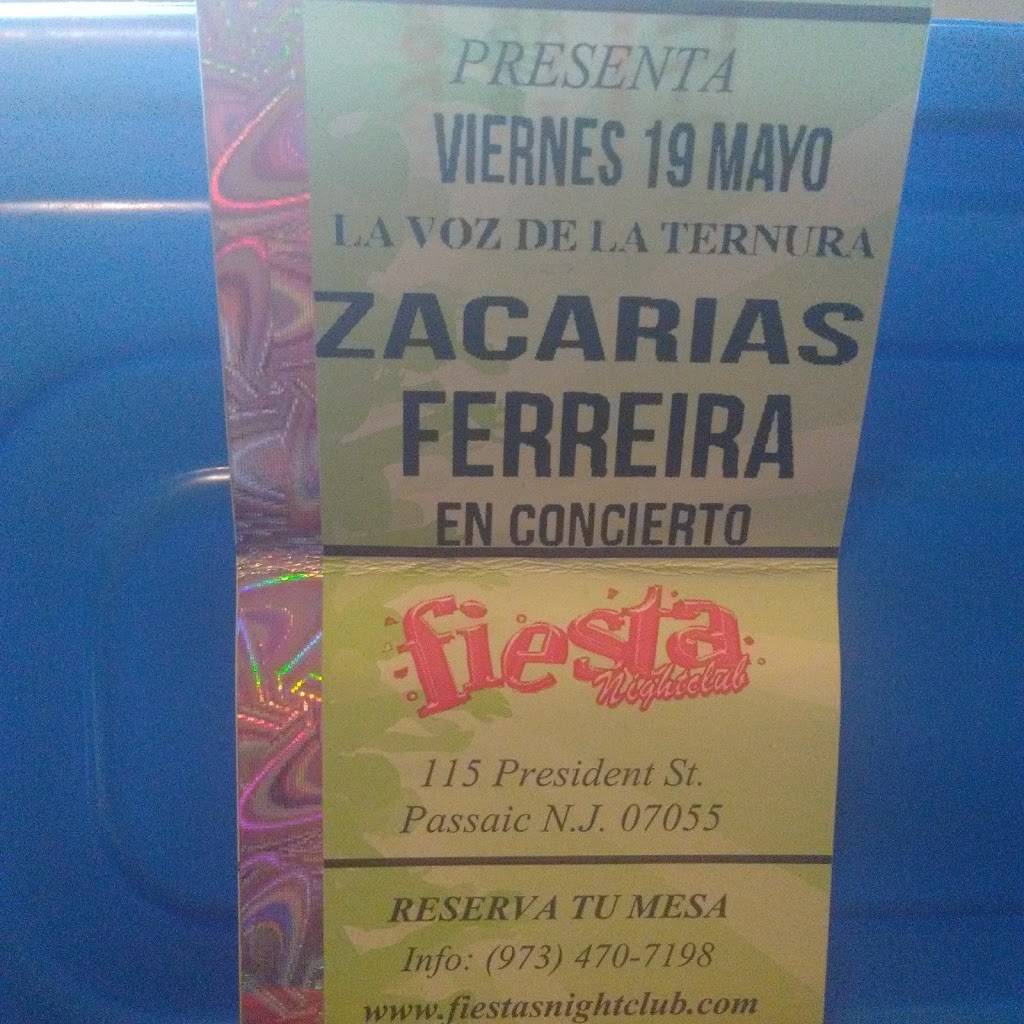 PRESENTA
VIERNES 19 MAYO
LA VOZ DE LA TERNURA
ZACARIAS
FERREIRA
EN CONCIERTO
fiesta
Nightclub
115 President St.
Passaic N.J. 07055
RESERVA TU MESA
Info: (973) 470-7198
www.fiestasnightclub.com